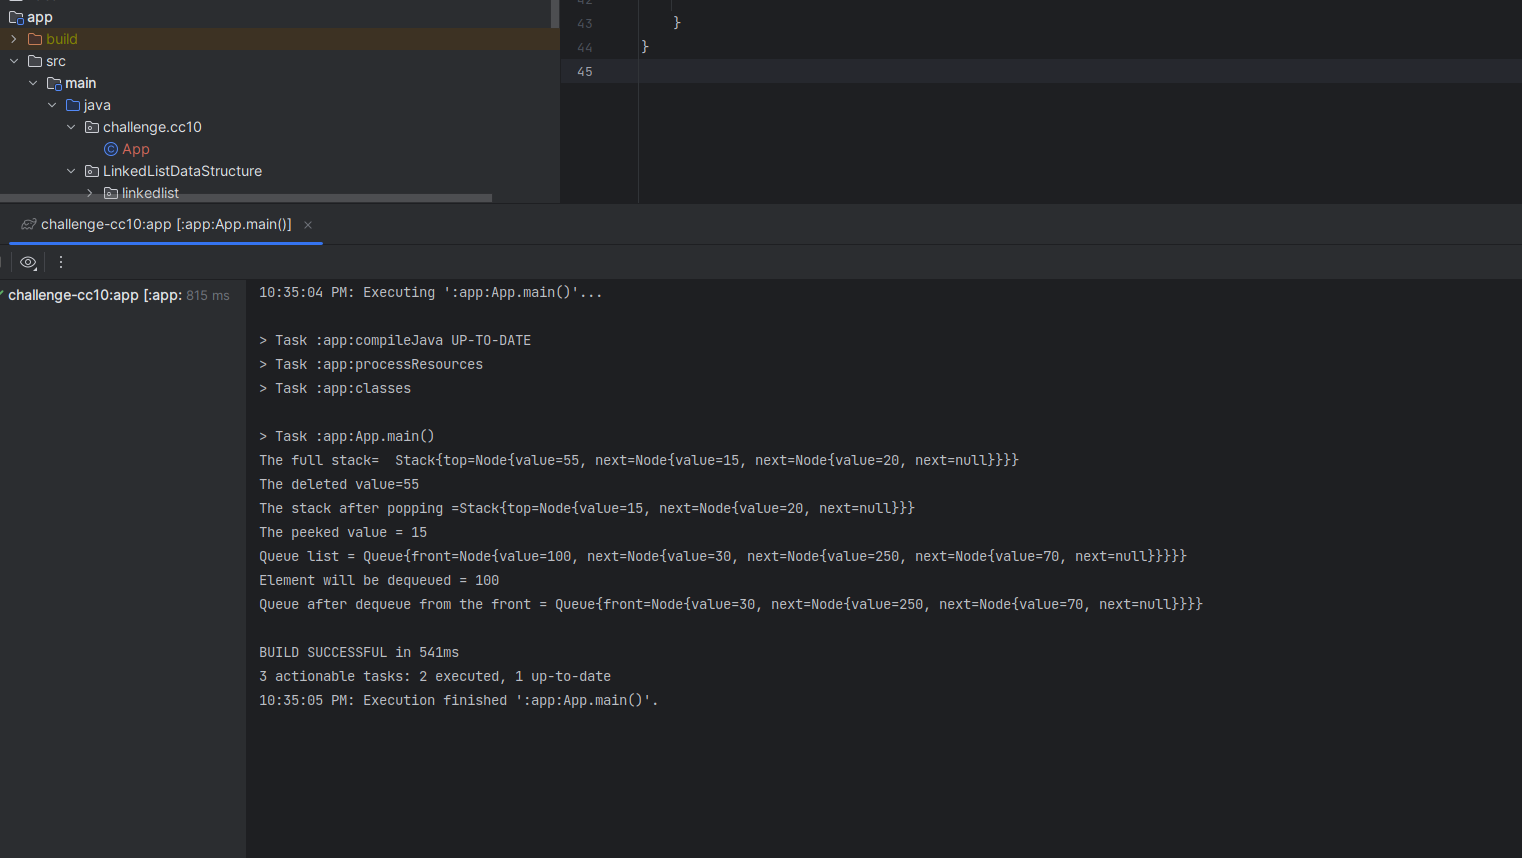 app
build
src
main
java
challenge.cc10
App
LinkedListDataStructure
linkedlist
43 }
44 }
45
challenge-cc10:app [:app:App.main()]
challenge-cc10:app [:app: 815 ms
10:35:04 PM: Executing ':app:App.main()'...
> Task :app:compileJava UP-TO-DATE
> Task :app:processResources
> Task :app:classes
> Task :app:App.main()
The full stack=  Stack{top=Node{value=55, next=Node{value=15, next=Node{value=20, next=null}}}}
The deleted value=55
The stack after popping =Stack{top=Node{value=15, next=Node{value=20, next=null}}}
The peeked value = 15
Queue list = Queue{front=Node{value=100, next=Node{value=30, next=Node{value=250, next=Node{value=70, next=null}}}}}
Element will be dequeued = 100
Queue after dequeue from the front = Queue{front=Node{value=30, next=Node{value=250, next=Node{value=70, next=null}}}}
BUILD SUCCESSFUL in 541ms
3 actionable tasks: 2 executed, 1 up-to-date
10:35:05 PM: Execution finished ':app:App.main()'.